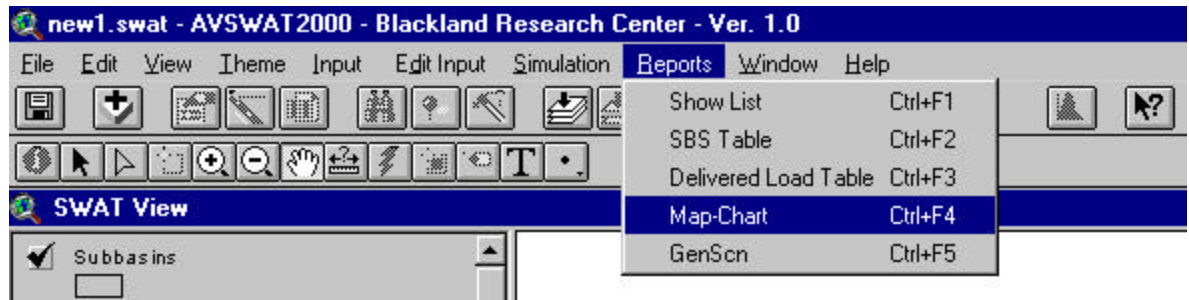 new1.swat - AVSWAT2000 - Blackland Research Center - Ver. 1.0
File Edit View Theme Input Edit Input Simulation Reports Window Help
Show List Ctrl+F1
SBS Table Ctrl+F2
Delivered Load Table Ctrl+F3
Map-Chart Ctrl+F4
GenScn Ctrl+F5
T
SWAT View
Subbasins